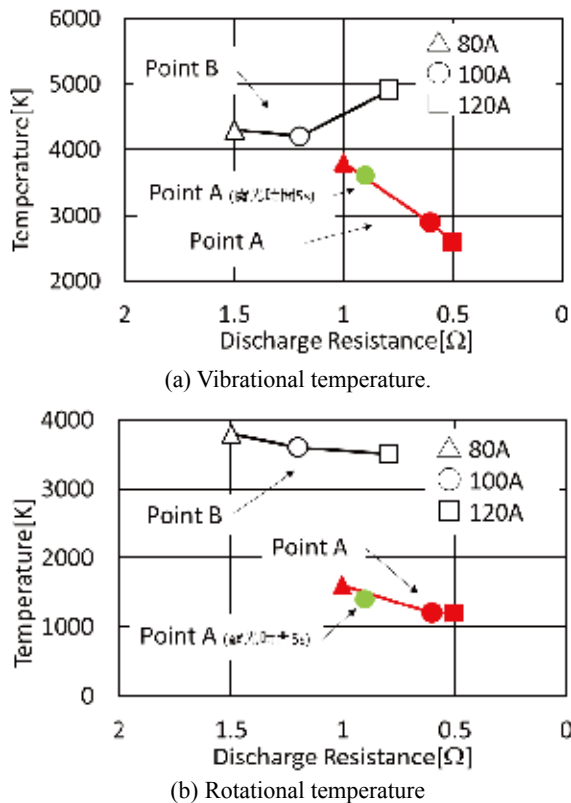 6000
5000
4000
3000
2000
Temperature[K]
80A
100A
120A
Point B
Point A
Point A
2
1.5
1
0.5
0
Discharge Resistance[Ω]
(a) Vibrational temperature.
4000
3000
2000
1000
0
Temperature[K]
80A
100A
120A
Point B
Point A
Point A
2
1.5
1
0.5
0
Discharge Resistance[Ω]
(b) Rotational temperature